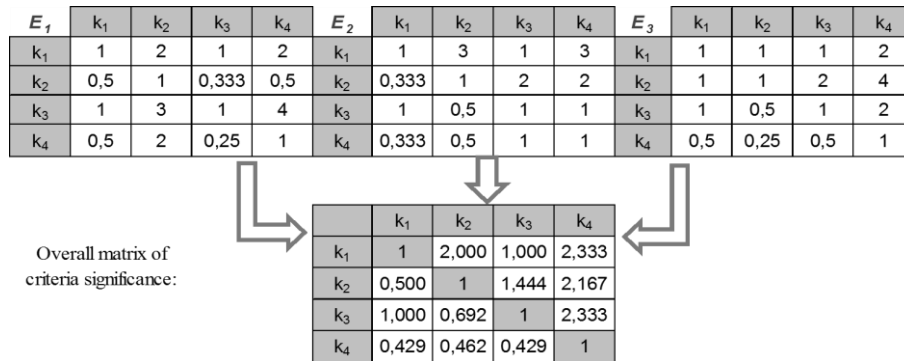 E1 k1 k2 k3 k4 E2 k1 k2 k3 k4 E3 k1 k2 k3 k4
k1 1 2 1 2 k1 1 3 1 3 k1 1 1 1 2
k2 0,5 1 0,333 0,5 k2 0,333 1 2 2 k2 1 1 2 4
k3 1 3 1 4 k3 1 0,5 1 1 k3 1 0,5 1 2
k4 0,5 2 0,25 1 k4 0,333 0,5 1 1 k4 0,5 0,25 0,5 1
k1 k2 k3 k4
k1 1 2,000 1,000 2,333
k2 0,500 1 1,444 2,167
k3 1,000 0,692 1 2,333
k4 0,429 0,462 0,429 1
Overall matrix of
criteria significance: